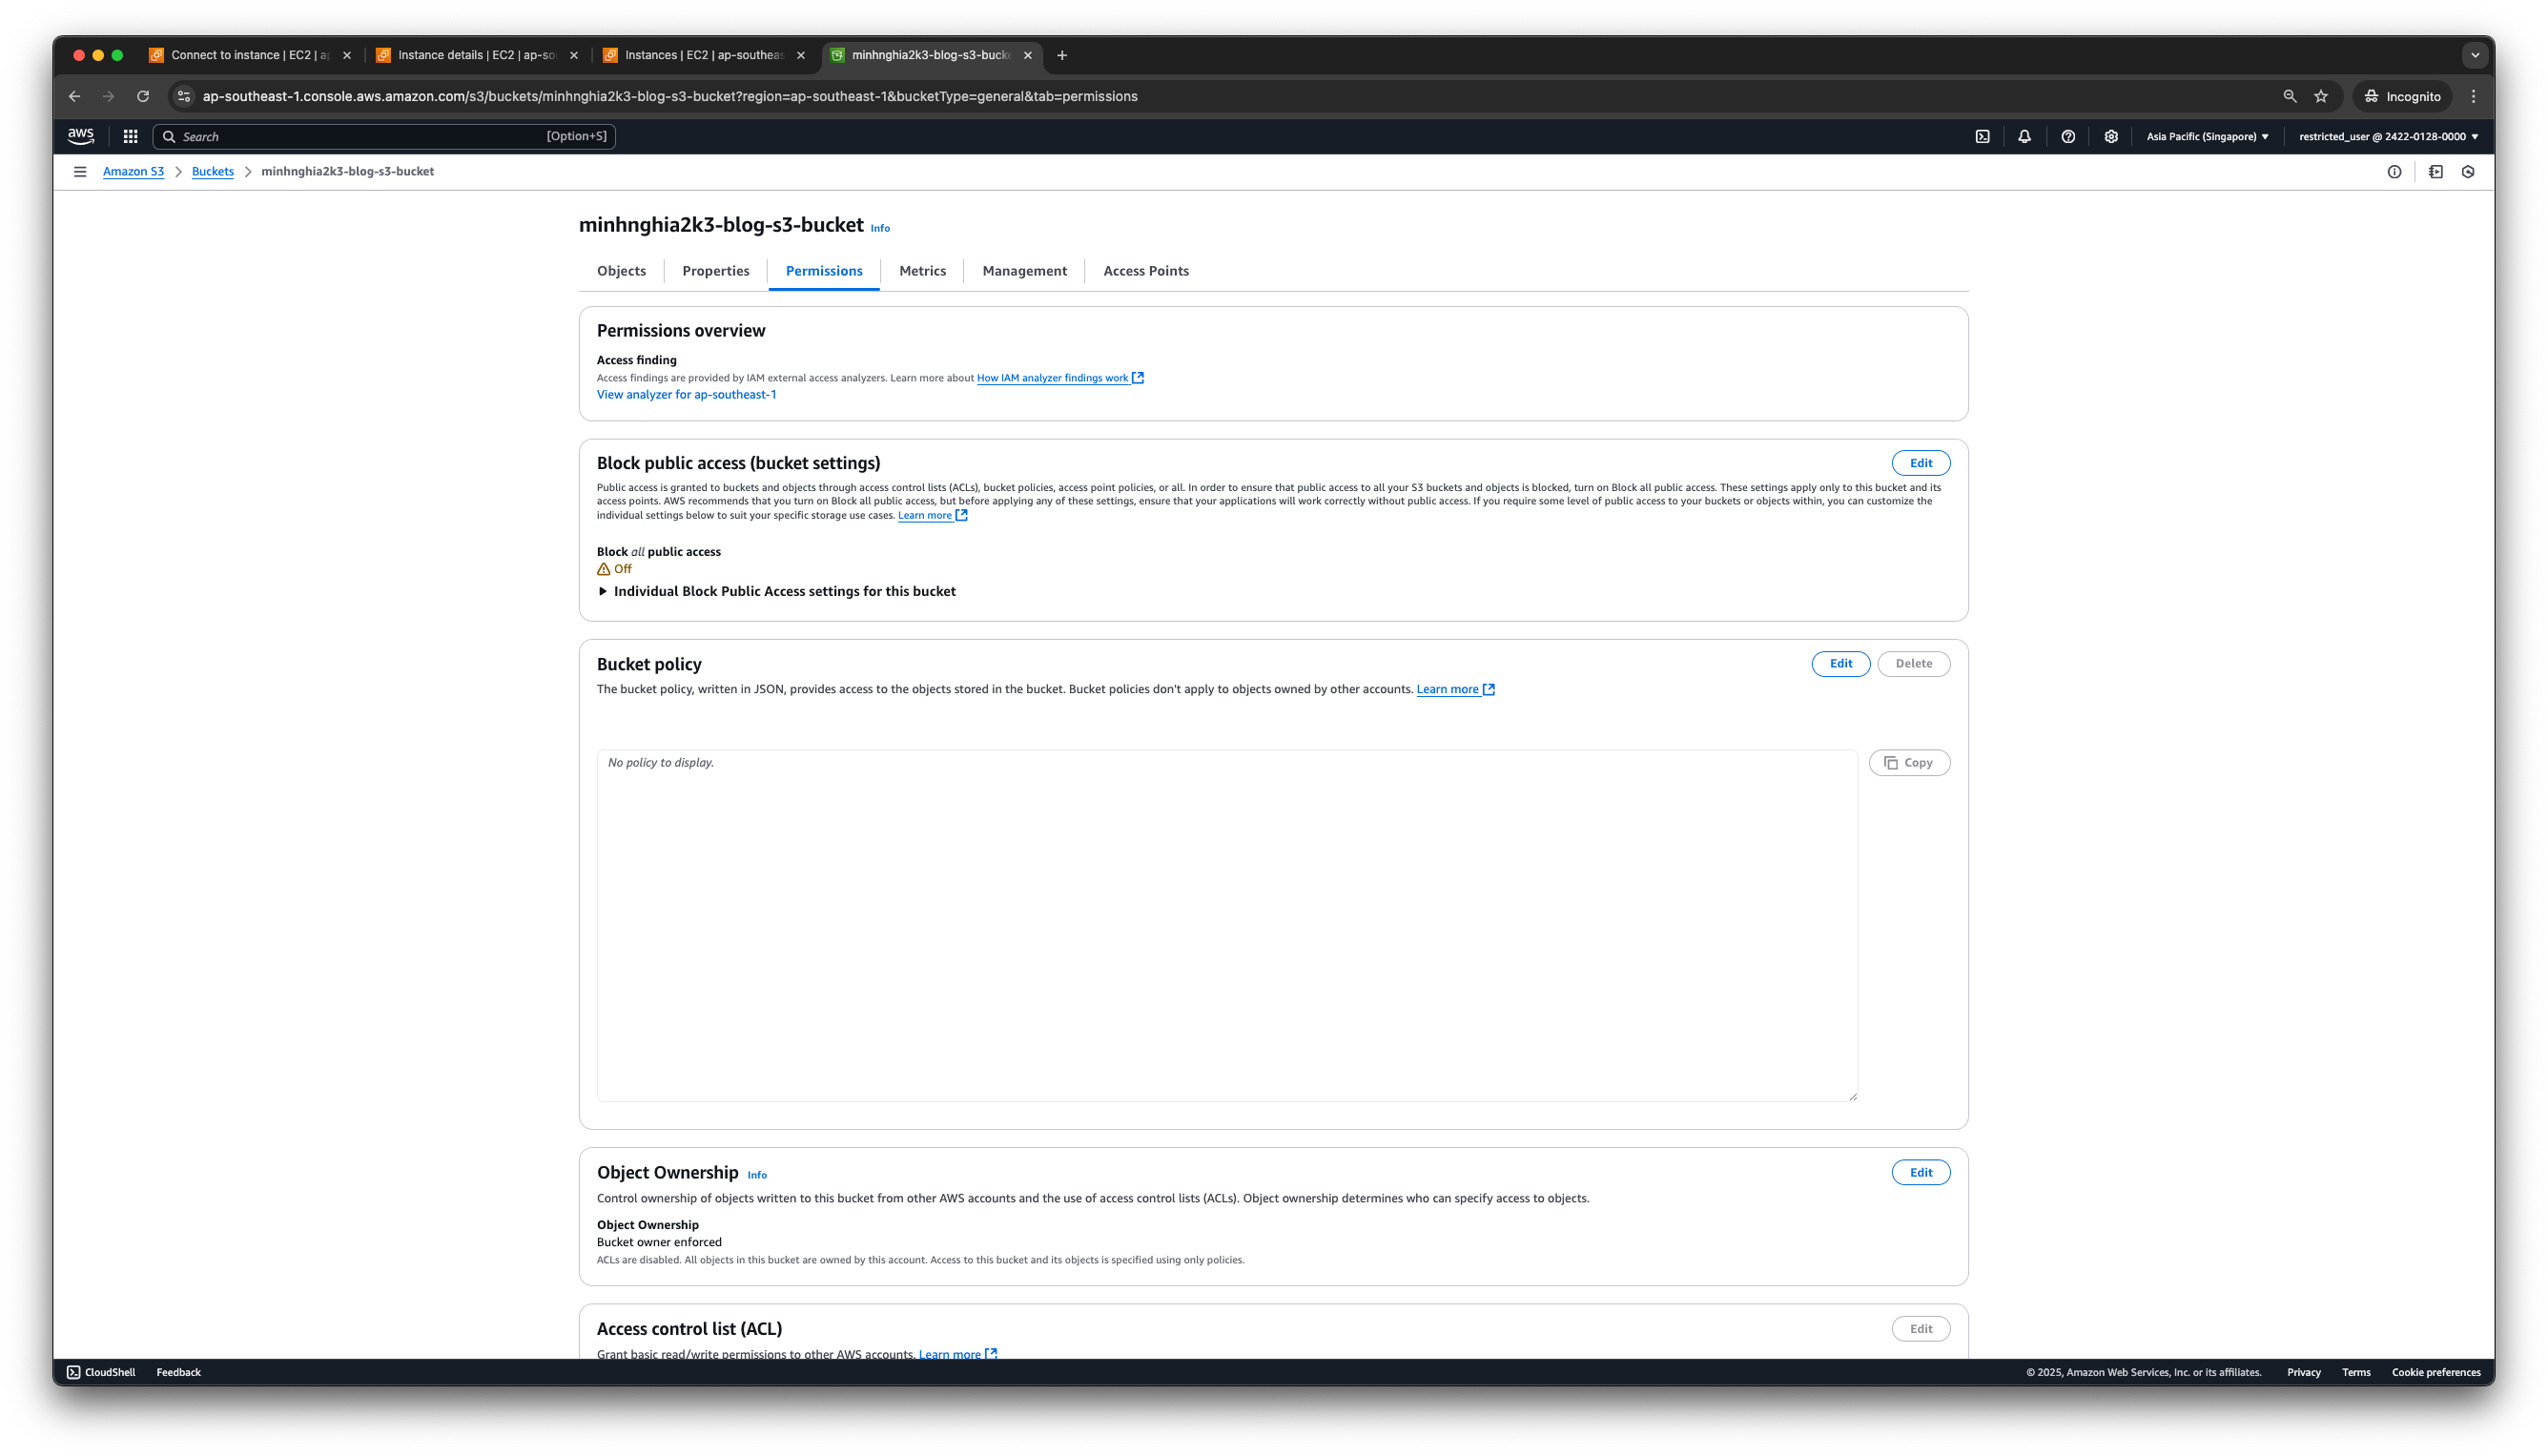 Connect to instance | EC2 | ap
Instance details | EC2 | ap-so
Instances | EC2 | ap-southeas
minhnghia2k3-blog-s3-bucke
ap-southeast-1.console.aws.amazon.com/s3/buckets/minhnghia2k3-blog-s3-bucket?region=ap-southeast-1&bucketType=general&tab=permissions
Incognito
aws
Search
[Option+S]
Asia Pacific (Singapore)
restricted_user @ 2422-0128-0000
Amazon S3
Buckets
minhnghia2k3-blog-s3-bucket
minhnghia2k3-blog-s3-bucket Info
Objects
Properties
Permissions
Metrics
Management
Access Points
Permissions overview
Access finding
Access findings are provided by IAM external access analyzers. Learn more about How IAM analyzer findings work
View analyzer for ap-southeast-1
Block public access (bucket settings)
Edit
Public access is granted to buckets and objects through access control lists (ACLs), bucket policies, access point policies, or all. In order to ensure that public access to all your S3 buckets and objects is blocked, turn on Block all public access. These settings apply only to this bucket and its
access points. AWS recommends that you turn on Block all public access, but before applying any of these settings, ensure that your applications will work correctly without public access. If you require some level of public access to your buckets or objects within, you can customize the
individual settings below to suit your specific storage use cases. Learn more
Block all public access
Off
Individual Block Public Access settings for this bucket
Bucket policy
Edit
Delete
The bucket policy, written in JSON, provides access to the objects stored in the bucket. Bucket policies don't apply to objects owned by other accounts. Learn more
No policy to display.
Copy
Object Ownership Info
Edit
Control ownership of objects written to this bucket from other AWS accounts and the use of access control lists (ACLs). Object ownership determines who can specify access to objects.
Object Ownership
Bucket owner enforced
ACLs are disabled. All objects in this bucket are owned by this account. Access to this bucket and its objects is specified using only policies.
Access control list (ACL)
Edit
Grant basic read/write permissions to other AWS accounts. Learn more
CloudShell
Feedback
© 2025, Amazon Web Services, Inc. or its affiliates.
Privacy
Terms
Cookie preferences